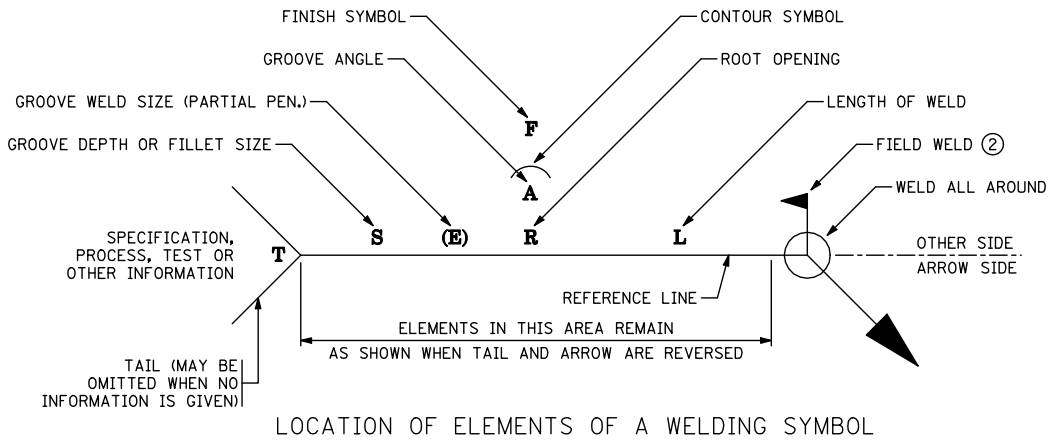 FINISH SYMBOL
CONTOUR SYMBOL
GROOVE ANGLE
ROOT OPENING
GROOVE WELD SIZE (PARTIAL PEN.)
LENGTH OF WELD
F
GROOVE DEPTH OR FILLET SIZE
FIELD WELD 2
A
WELD ALL AROUND
SPECIFICATION,
PROCESS, TEST OR
OTHER INFORMATION
T
S
(E)
R
L
OTHER SIDE
ARROW SIDE
REFERENCE LINE
ELEMENTS IN THIS AREA REMAIN
AS SHOWN WHEN TAIL AND ARROW ARE REVERSED
TAIL (MAY BE
OMITTED WHEN NO
INFORMATION IS GIVEN)
LOCATION OF ELEMENTS OF A WELDING SYMBOL